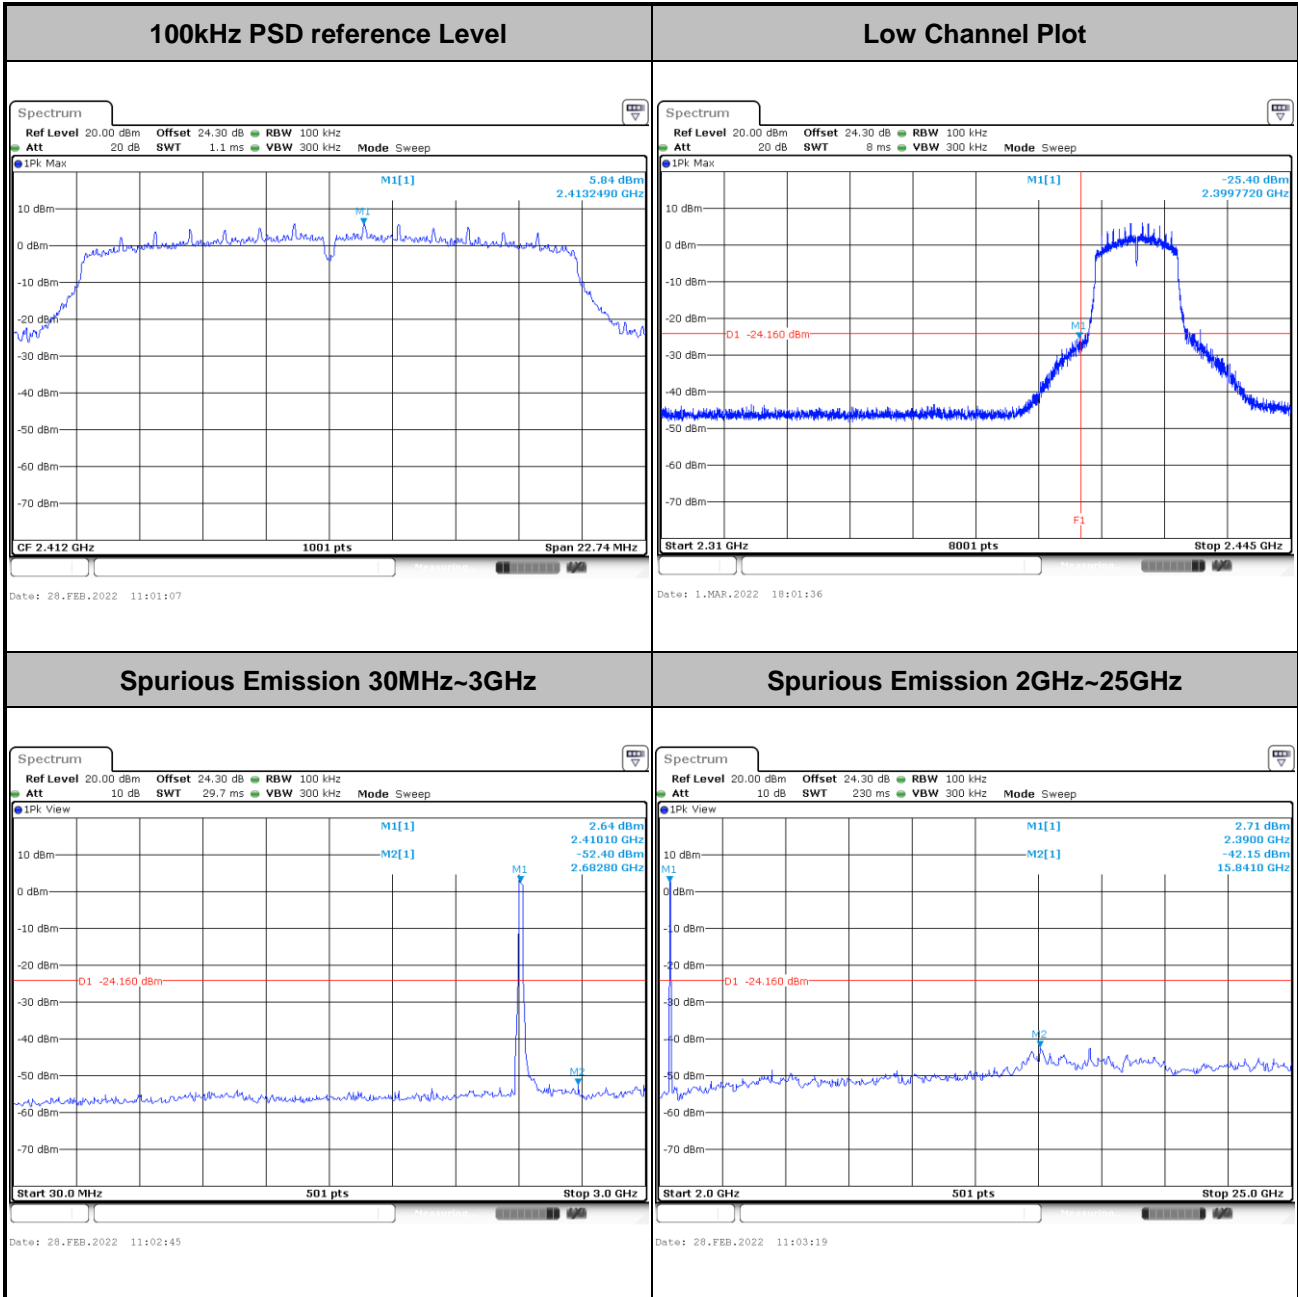 100kHz PSD reference Level
Spectrum
Ref Level 20.00 dBm Offset 24.30 dB RBW 100 kHz
Att 20 dB SWT 1.1 ms VBW 300 kHz Mode Sweep
1Pk Max
M1[1] 5.84 dBm
2.4132490 GHz
M1
10 dBm
0 dBm
-10 dBm
-20 dBm
-30 dBm
-40 dBm
-50 dBm
-60 dBm
-70 dBm
CF 2.412 GHz 1001 pts Span 22.74 MHz
Measuring...
Date: 28.FEB.2022 11:01:07
Low Channel Plot
Spectrum
Ref Level 20.00 dBm Offset 24.30 dB RBW 100 kHz
Att 20 dB SWT 8 ms VBW 300 kHz Mode Sweep
1Pk Max
M1[1] -25.40 dBm
2.3997720 GHz
10 dBm
0 dBm
-10 dBm
-20 dBm
M1
D1 -24.160 dBm
-30 dBm
-40 dBm
-50 dBm
-60 dBm
-70 dBm
F1
Start 2.31 GHz 8001 pts Stop 2.445 GHz
Measuring...
Date: 1.MAR.2022 18:01:36
Spurious Emission 30MHz~3GHz
Spectrum
Ref Level 20.00 dBm Offset 24.30 dB RBW 100 kHz
Att 10 dB SWT 29.7 ms VBW 300 kHz Mode Sweep
1Pk View
M1[1] 2.64 dBm
2.41010 GHz
10 dBm
M2[1] -52.40 dBm
2.68280 GHz
M1
0 dBm
-10 dBm
-20 dBm
D1 -24.160 dBm
-30 dBm
-40 dBm
-50 dBm
M2
-60 dBm
-70 dBm
Start 30.0 MHz 501 pts Stop 3.0 GHz
Measuring...
Date: 28.FEB.2022 11:02:45
Spurious Emission 2GHz~25GHz
Spectrum
Ref Level 20.00 dBm Offset 24.30 dB RBW 100 kHz
Att 10 dB SWT 230 ms VBW 300 kHz Mode Sweep
1Pk View
M1[1] 2.71 dBm
2.3900 GHz
10 dBm
M2[1] -42.15 dBm
15.8410 GHz
M1
0 dBm
-10 dBm
-20 dBm
D1 -24.160 dBm
-30 dBm
M2
-40 dBm
-50 dBm
-60 dBm
-70 dBm
Start 2.0 GHz 501 pts Stop 25.0 GHz
Measuring...
Date: 28.FEB.2022 11:03:19